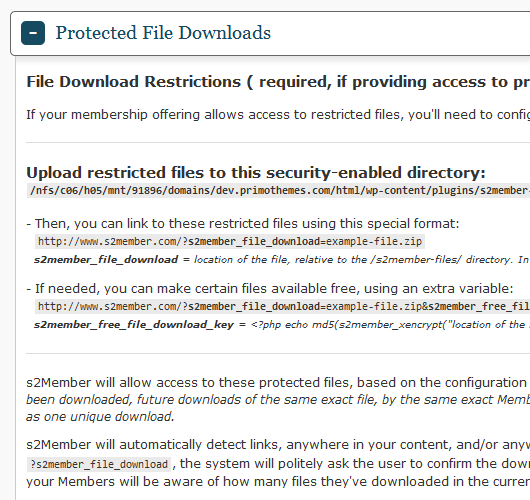 Protected File Downloads
File Download Restrictions ( required, if providing access to pr
If your membership offering allows access to restricted files, you'll need to config
Upload restricted files to this security-enabled directory:
/nfs/c06/h05/mnt/91896/domains/dev.primothemes.com/html/wp-content/plugins/s2member-
- Then, you can link to these restricted files using this special format:
http://www.s2member.com/?s2member_file_download=example-file.zip
s2member_file_download = location of the file, relative to the /s2member-files/ directory. In
- If needed, you can make certain files available free, using an extra variable:
http://www.s2member.com/?s2member_file_download=example-file.zip&s2member_free_fil
s2member_free_file_download_key = <?php echo md5(s2member_xencrypt("location of the
s2Member will allow access to these protected files, based on the configuration
been downloaded, future downloads of the same exact file, by the same exact Memb
as one unique download.
s2Member will automatically detect links, anywhere in your content, and/or anyw
?s2member_file_download, the system will politely ask the user to confirm the dow
your Members will be aware of how many files they've downloaded in the curren